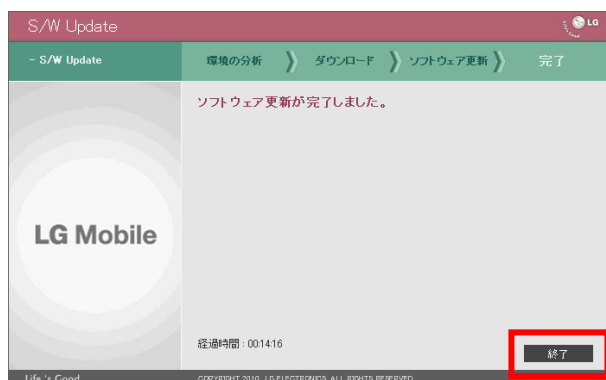 S/W Update
LG
- S/W Update
環境の分析 》 ダウンロード 》 ソフトウェア更新 》 完了
ソフトウェア更新が完了しました。
LG Mobile
経過時間 : 00:14:16
終了
Life's Good
COPYRIGHT 2010 LG ELECTRONICS. ALL RIGHTS RESERVED